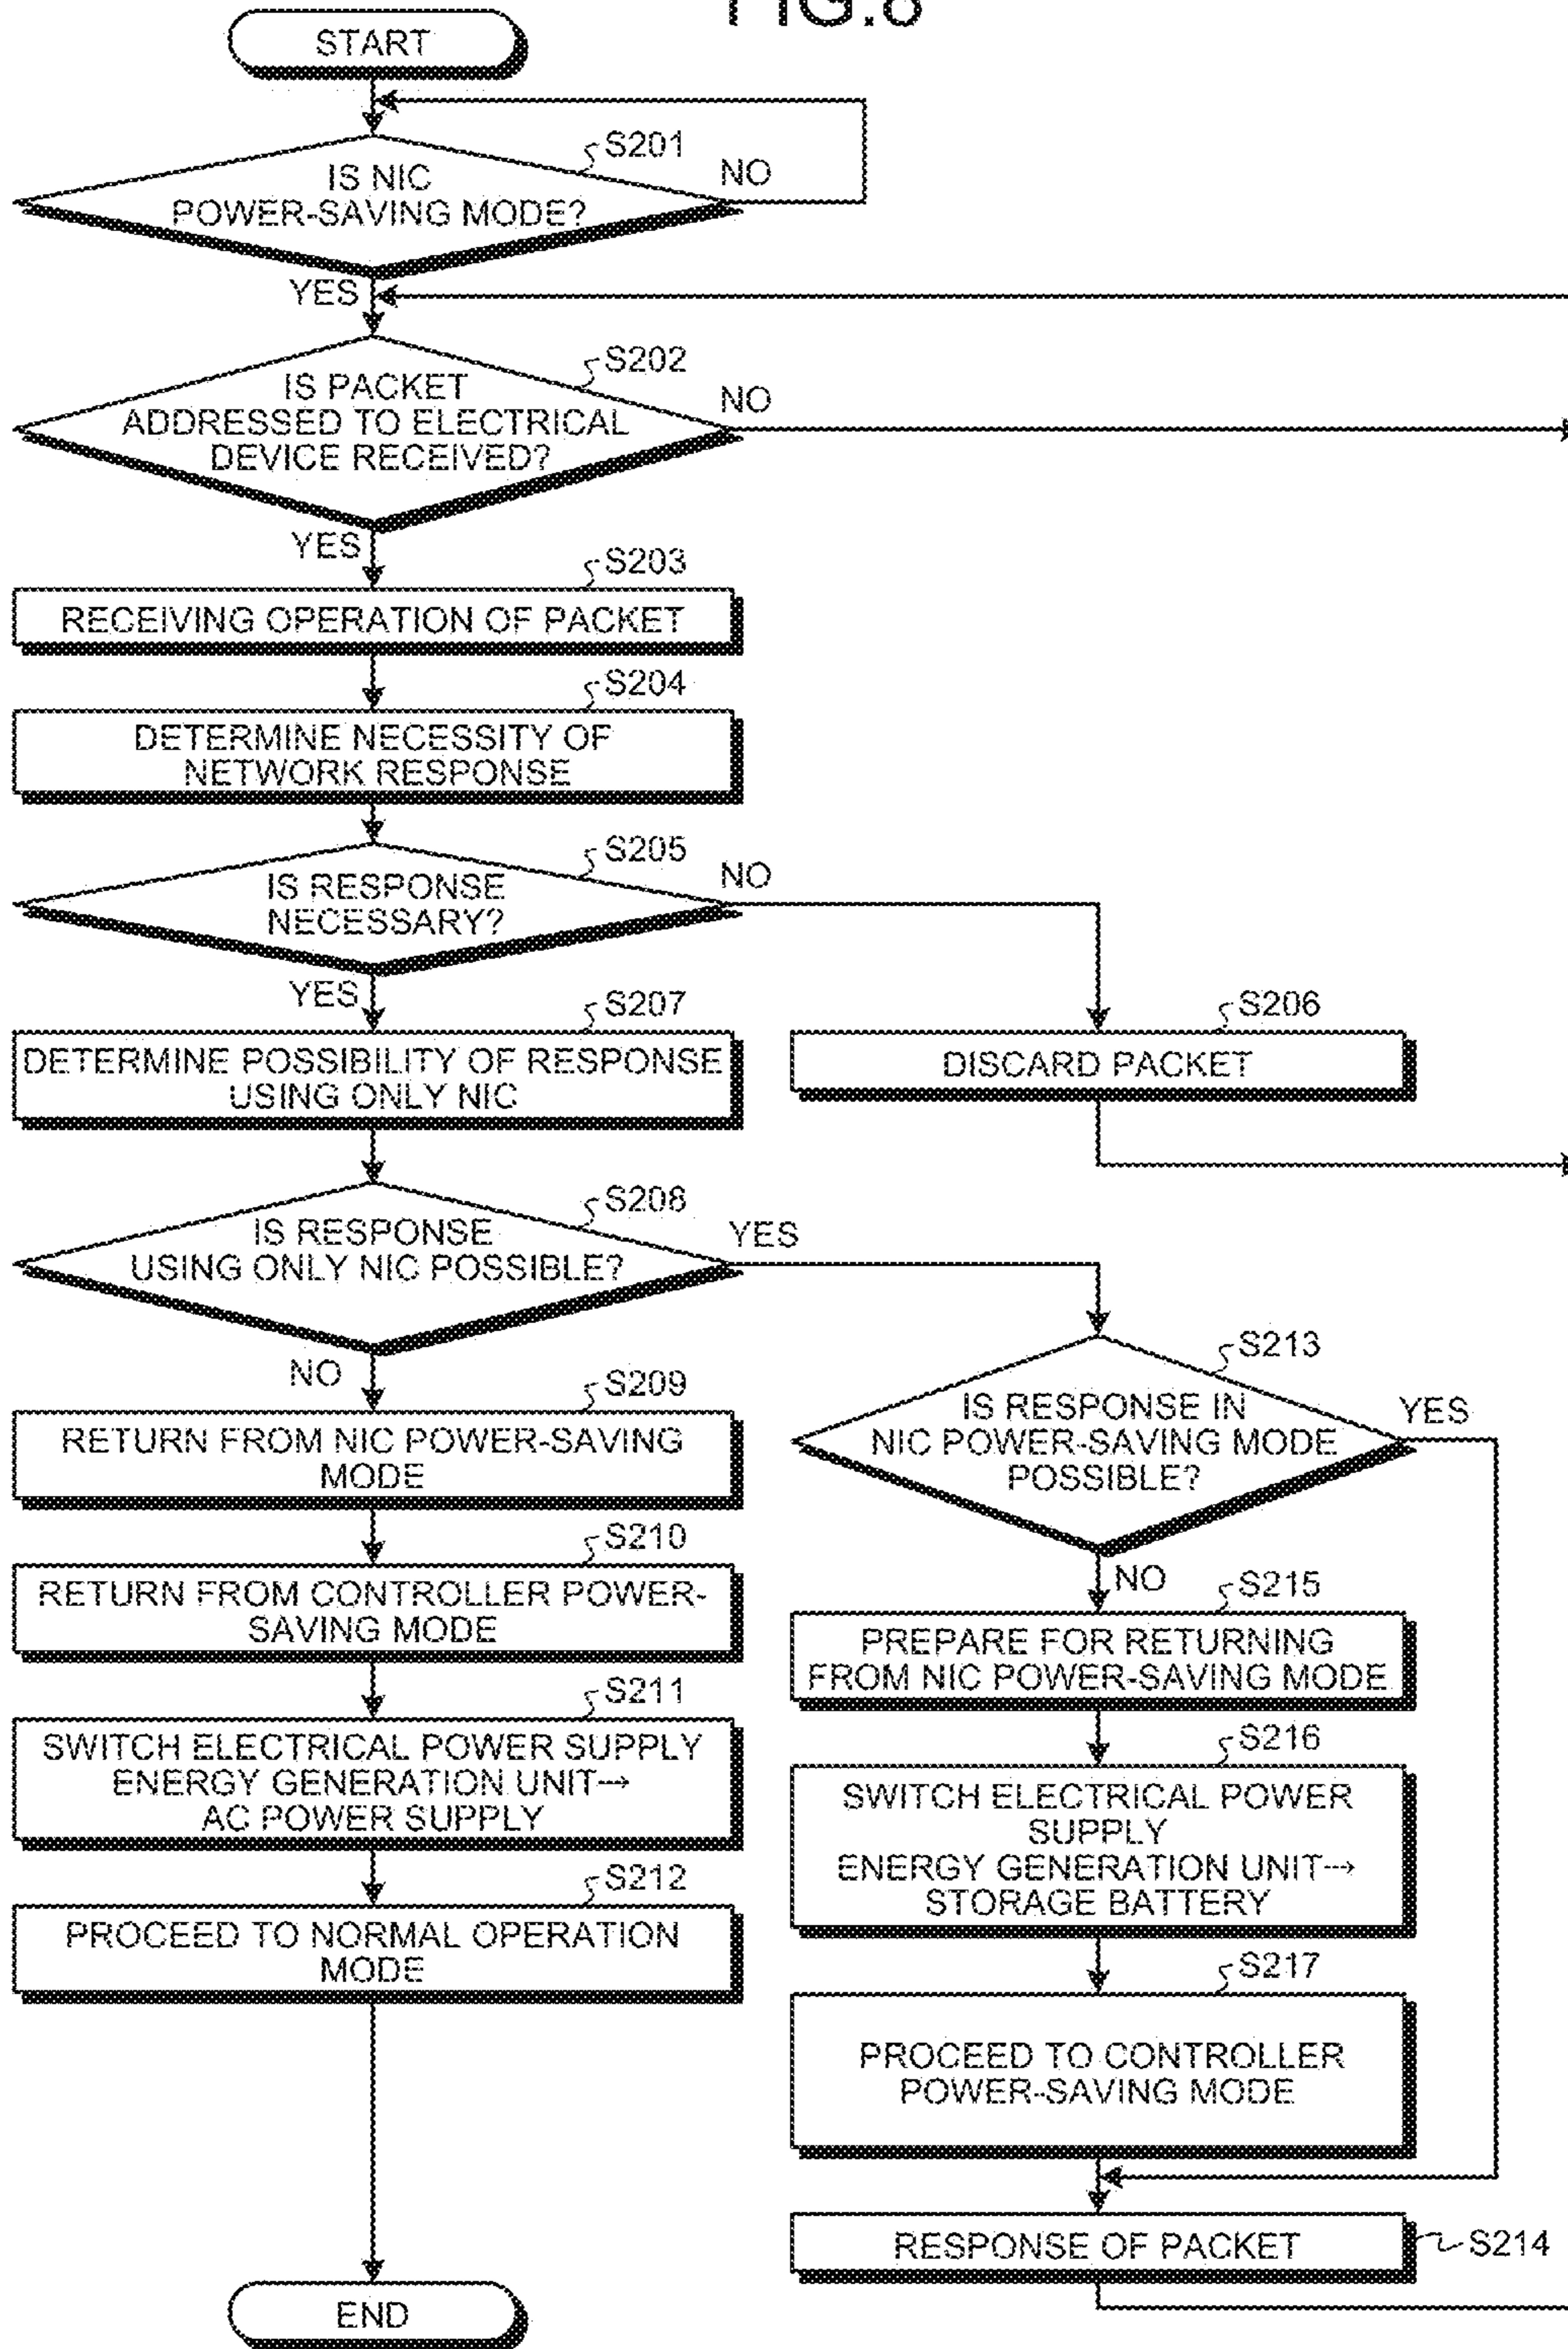 FIG.8
START
S201
IS NIC
POWER-SAVING MODE?
NO
YES
S202
IS PACKET
ADDRESSED TO ELECTRICAL
DEVICE RECEIVED?
NO
YES
S203
RECEIVING OPERATION OF PACKET
S204
DETERMINE NECESSITY OF
NETWORK RESPONSE
S205
IS RESPONSE
NECESSARY?
NO
YES
S207
DETERMINE POSSIBILITY OF RESPONSE
USING ONLY NIC
S206
DISCARD PACKET
S208
IS RESPONSE
USING ONLY NIC POSSIBLE?
YES
NO
S209
RETURN FROM NIC POWER-SAVING
MODE
S210
RETURN FROM CONTROLLER POWER-
SAVING MODE
S211
SWITCH ELECTRICAL POWER SUPPLY
ENERGY GENERATION UNIT→
AC POWER SUPPLY
S212
PROCEED TO NORMAL OPERATION
MODE
END
S213
IS RESPONSE IN
NIC POWER-SAVING MODE
POSSIBLE?
YES
NO
S215
PREPARE FOR RETURNING
FROM NIC POWER-SAVING MODE
S216
SWITCH ELECTRICAL POWER
SUPPLY
ENERGY GENERATION UNIT→
STORAGE BATTERY
S217
PROCEED TO CONTROLLER
POWER-SAVING MODE
RESPONSE OF PACKET
S214